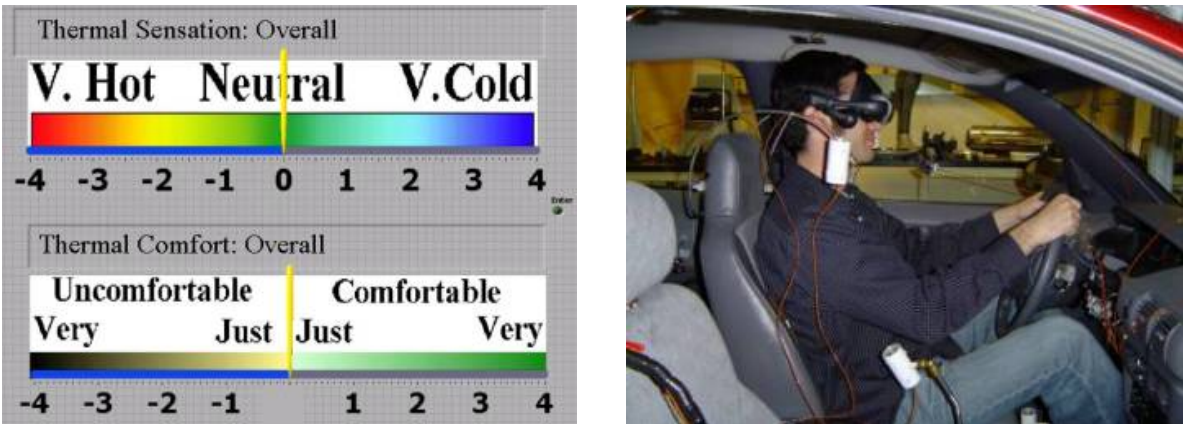 Thermal Sensation: Overall
V. Hot Neutral V.Cold
-4 -3 -2 -1 0 1 2 3 4
Enter
Thermal Comfort: Overall
Uncomfortable Comfortable
Very Just Just Very
-4 -3 -2 -1 1 2 3 4